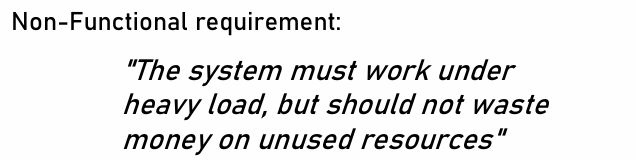 Non-Functional requirement:
"The system must work under
heavy load, but should not waste
money on unused resources"